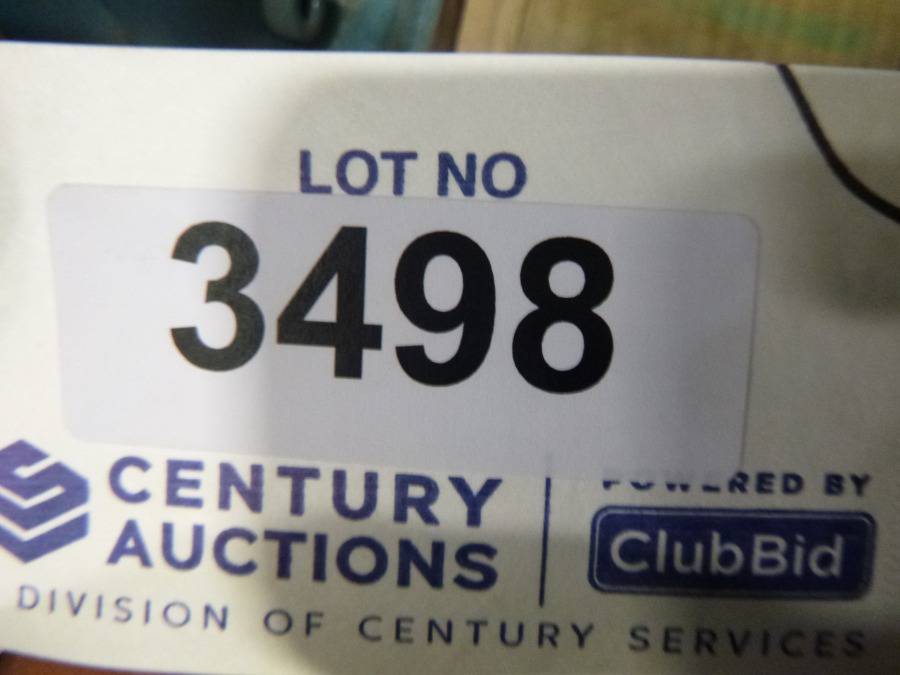 LOT NO
3498
CENTURY
AUCTIONS
POWERED BY
ClubBid
DIVISION OF CENTURY SERVICES